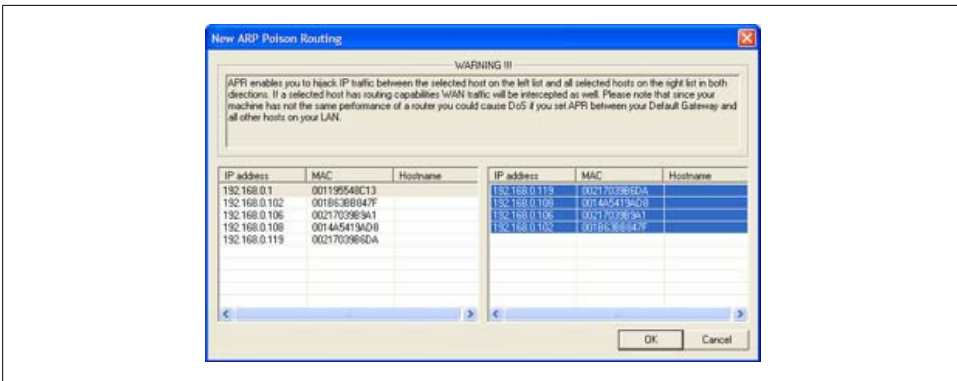 New ARP Poison Routing
WARNING !!!
APR enables you to hijack IP traffic between the selected host on the left list and all selected hosts on the right list in both
directions. If a selected host has routing capabilities WAN traffic will be intercepted as well. Please note that since your
machine has not the same performance of a router you could cause DoS if you set APR between your Default Gateway and
all other hosts on your LAN.
IP address MAC Hostname
192.168.0.1 001195548C13
192.168.0.102 001B63BB847F
192.168.0.106 00217039B9A1
192.168.0.108 0014A5419AD8
192.168.0.119 0021703986DA
IP address MAC Hostname
192.168.0.119 0021703986DA
192.168.0.108 0014A5419AD8
192.168.0.106 00217039B9A1
192.168.0.102 001B63BB847F
OK Cancel